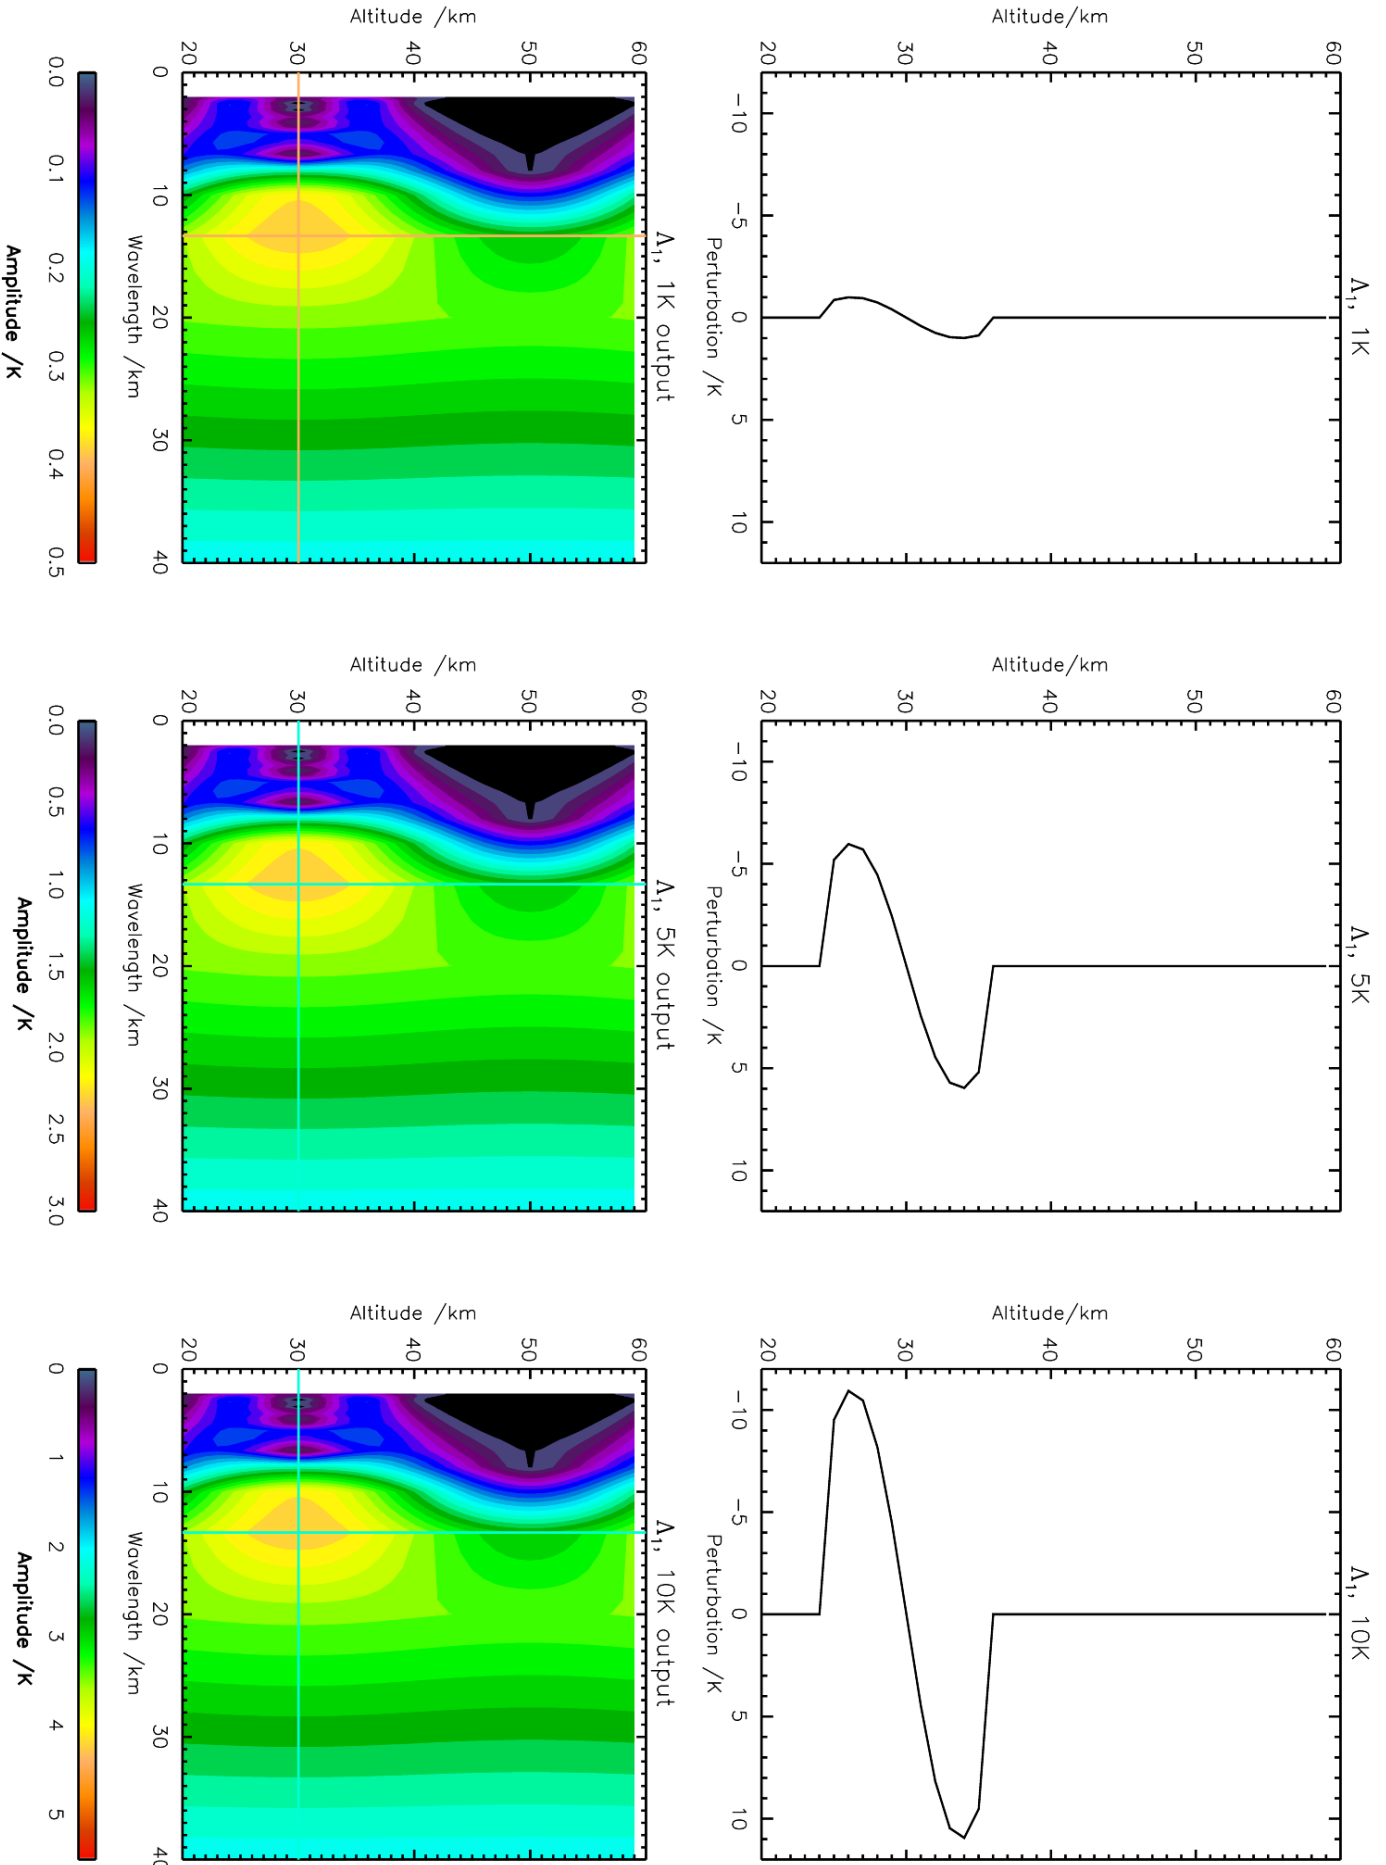 Λ₁, 1K
60
50
40
30
20
Altitude/km
−10 −5 0 5 10
Perturbation /K
Λ₁, 5K
60
50
40
30
20
Altitude/km
−10 −5 0 5 10
Perturbation /K
Λ₁, 10K
60
50
40
30
20
Altitude/km
−10 −5 0 5 10
Perturbation /K
Λ₁, 1K output
60
50
40
30
20
Altitude /km
0 10 20 30 40
Wavelength /km
0.0 0.1 0.2 0.3 0.4 0.5
Amplitude /K
Λ₁, 5K output
60
50
40
30
20
Altitude /km
0 10 20 30 40
Wavelength /km
0.0 0.5 1.0 1.5 2.0 2.5 3.0
Amplitude /K
Λ₁, 10K output
60
50
40
30
20
Altitude /km
0 10 20 30 40
Wavelength /km
0 1 2 3 4 5
Amplitude /K